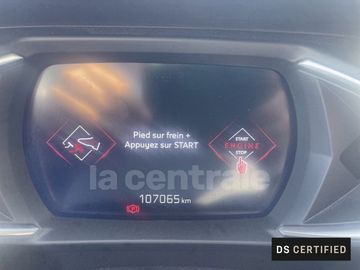 Pied sur frein +
Appuyez sur START
START
ENGINE
STOP
la centrale
107065 km
(P)
DS CERTIFIED